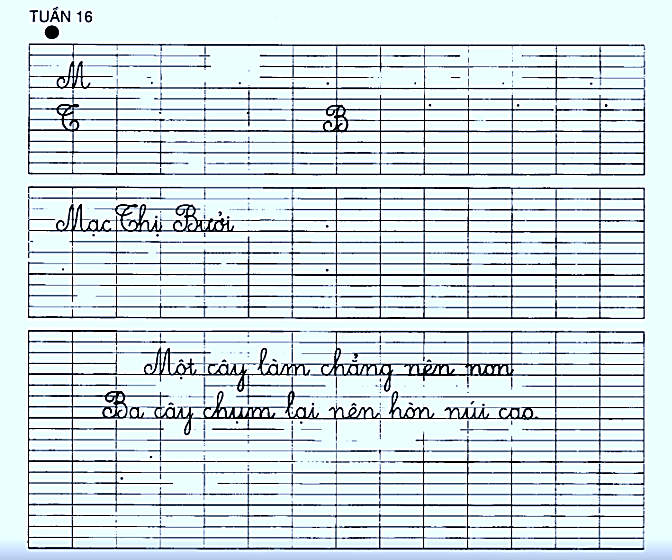 TUẦN 16
M
T B
Mạc Thị Bưởi
Một cây làm chẳng nên non
Ba cây chụm lại nên hòn núi cao.